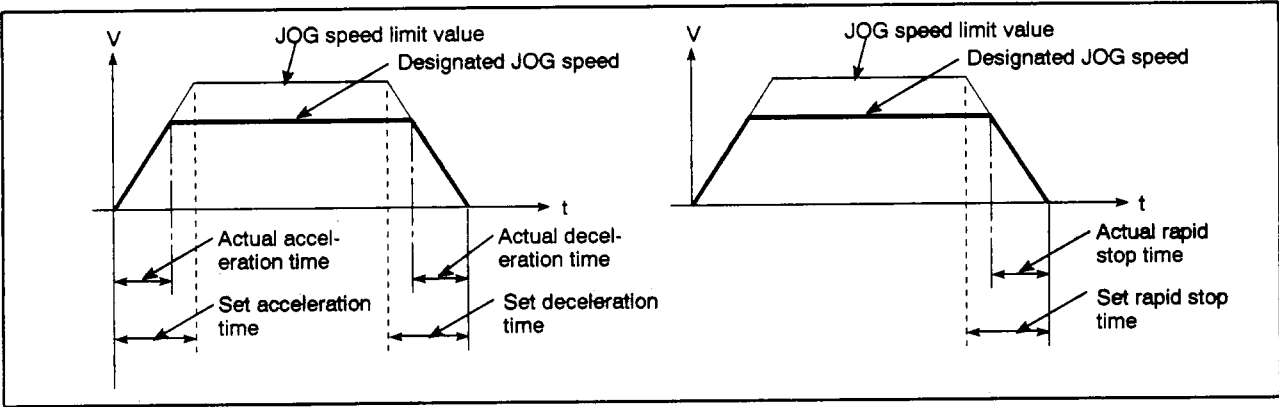 V
JOG speed limit value
Designated JOG speed
t
Actual accel-
eration time
Actual decel-
eration time
Set acceleration
time
Set deceleration
time
V
JOG speed limit value
Designated JOG speed
t
Actual rapid
stop time
Set rapid stop
time